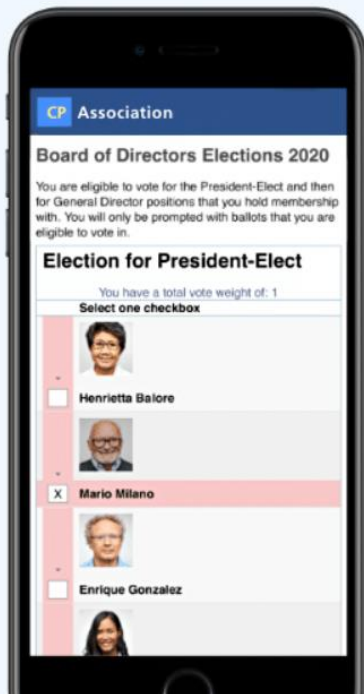 CP Association
Board of Directors Elections 2020
You are eligible to vote for the President-Elect and then
for General Director positions that you hold membership
with. You will only be prompted with ballots that you are
eligible to vote in.
Election for President-Elect
You have a total vote weight of: 1
Select one checkbox
Henrietta Balore
X Mario Milano
Enrique Gonzalez